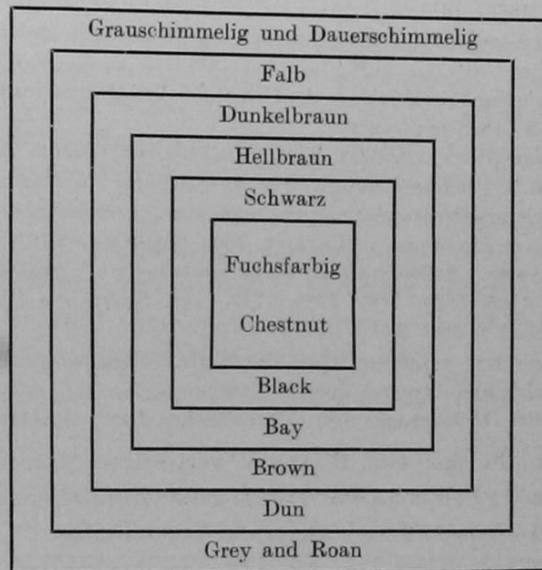 Grauschimmelig und Dauerschimmelig
Falb
Dunkelbraun
Hellbraun
Schwarz
Fuchsfarbig
Chestnut
Black
Bay
Brown
Dun
Grey and Roan